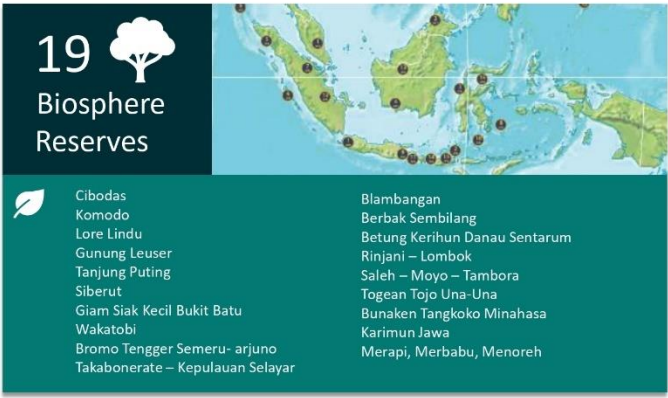 19
Biosphere
Reserves
Cibodas
Komodo
Lore Lindu
Gunung Leuser
Tanjung Puting
Siberut
Giam Siak Kecil Bukit Batu
Wakatobi
Bromo Tengger Semeru- arjuno
Takabonerate – Kepulauan Selayar
Blambangan
Berbak Sembilang
Betung Kerihun Danau Sentarum
Rinjani – Lombok
Saleh – Moyo – Tambora
Togean Tojo Una-Una
Bunaken Tangkoko Minahasa
Karimun Jawa
Merapi, Merbabu, Menoreh